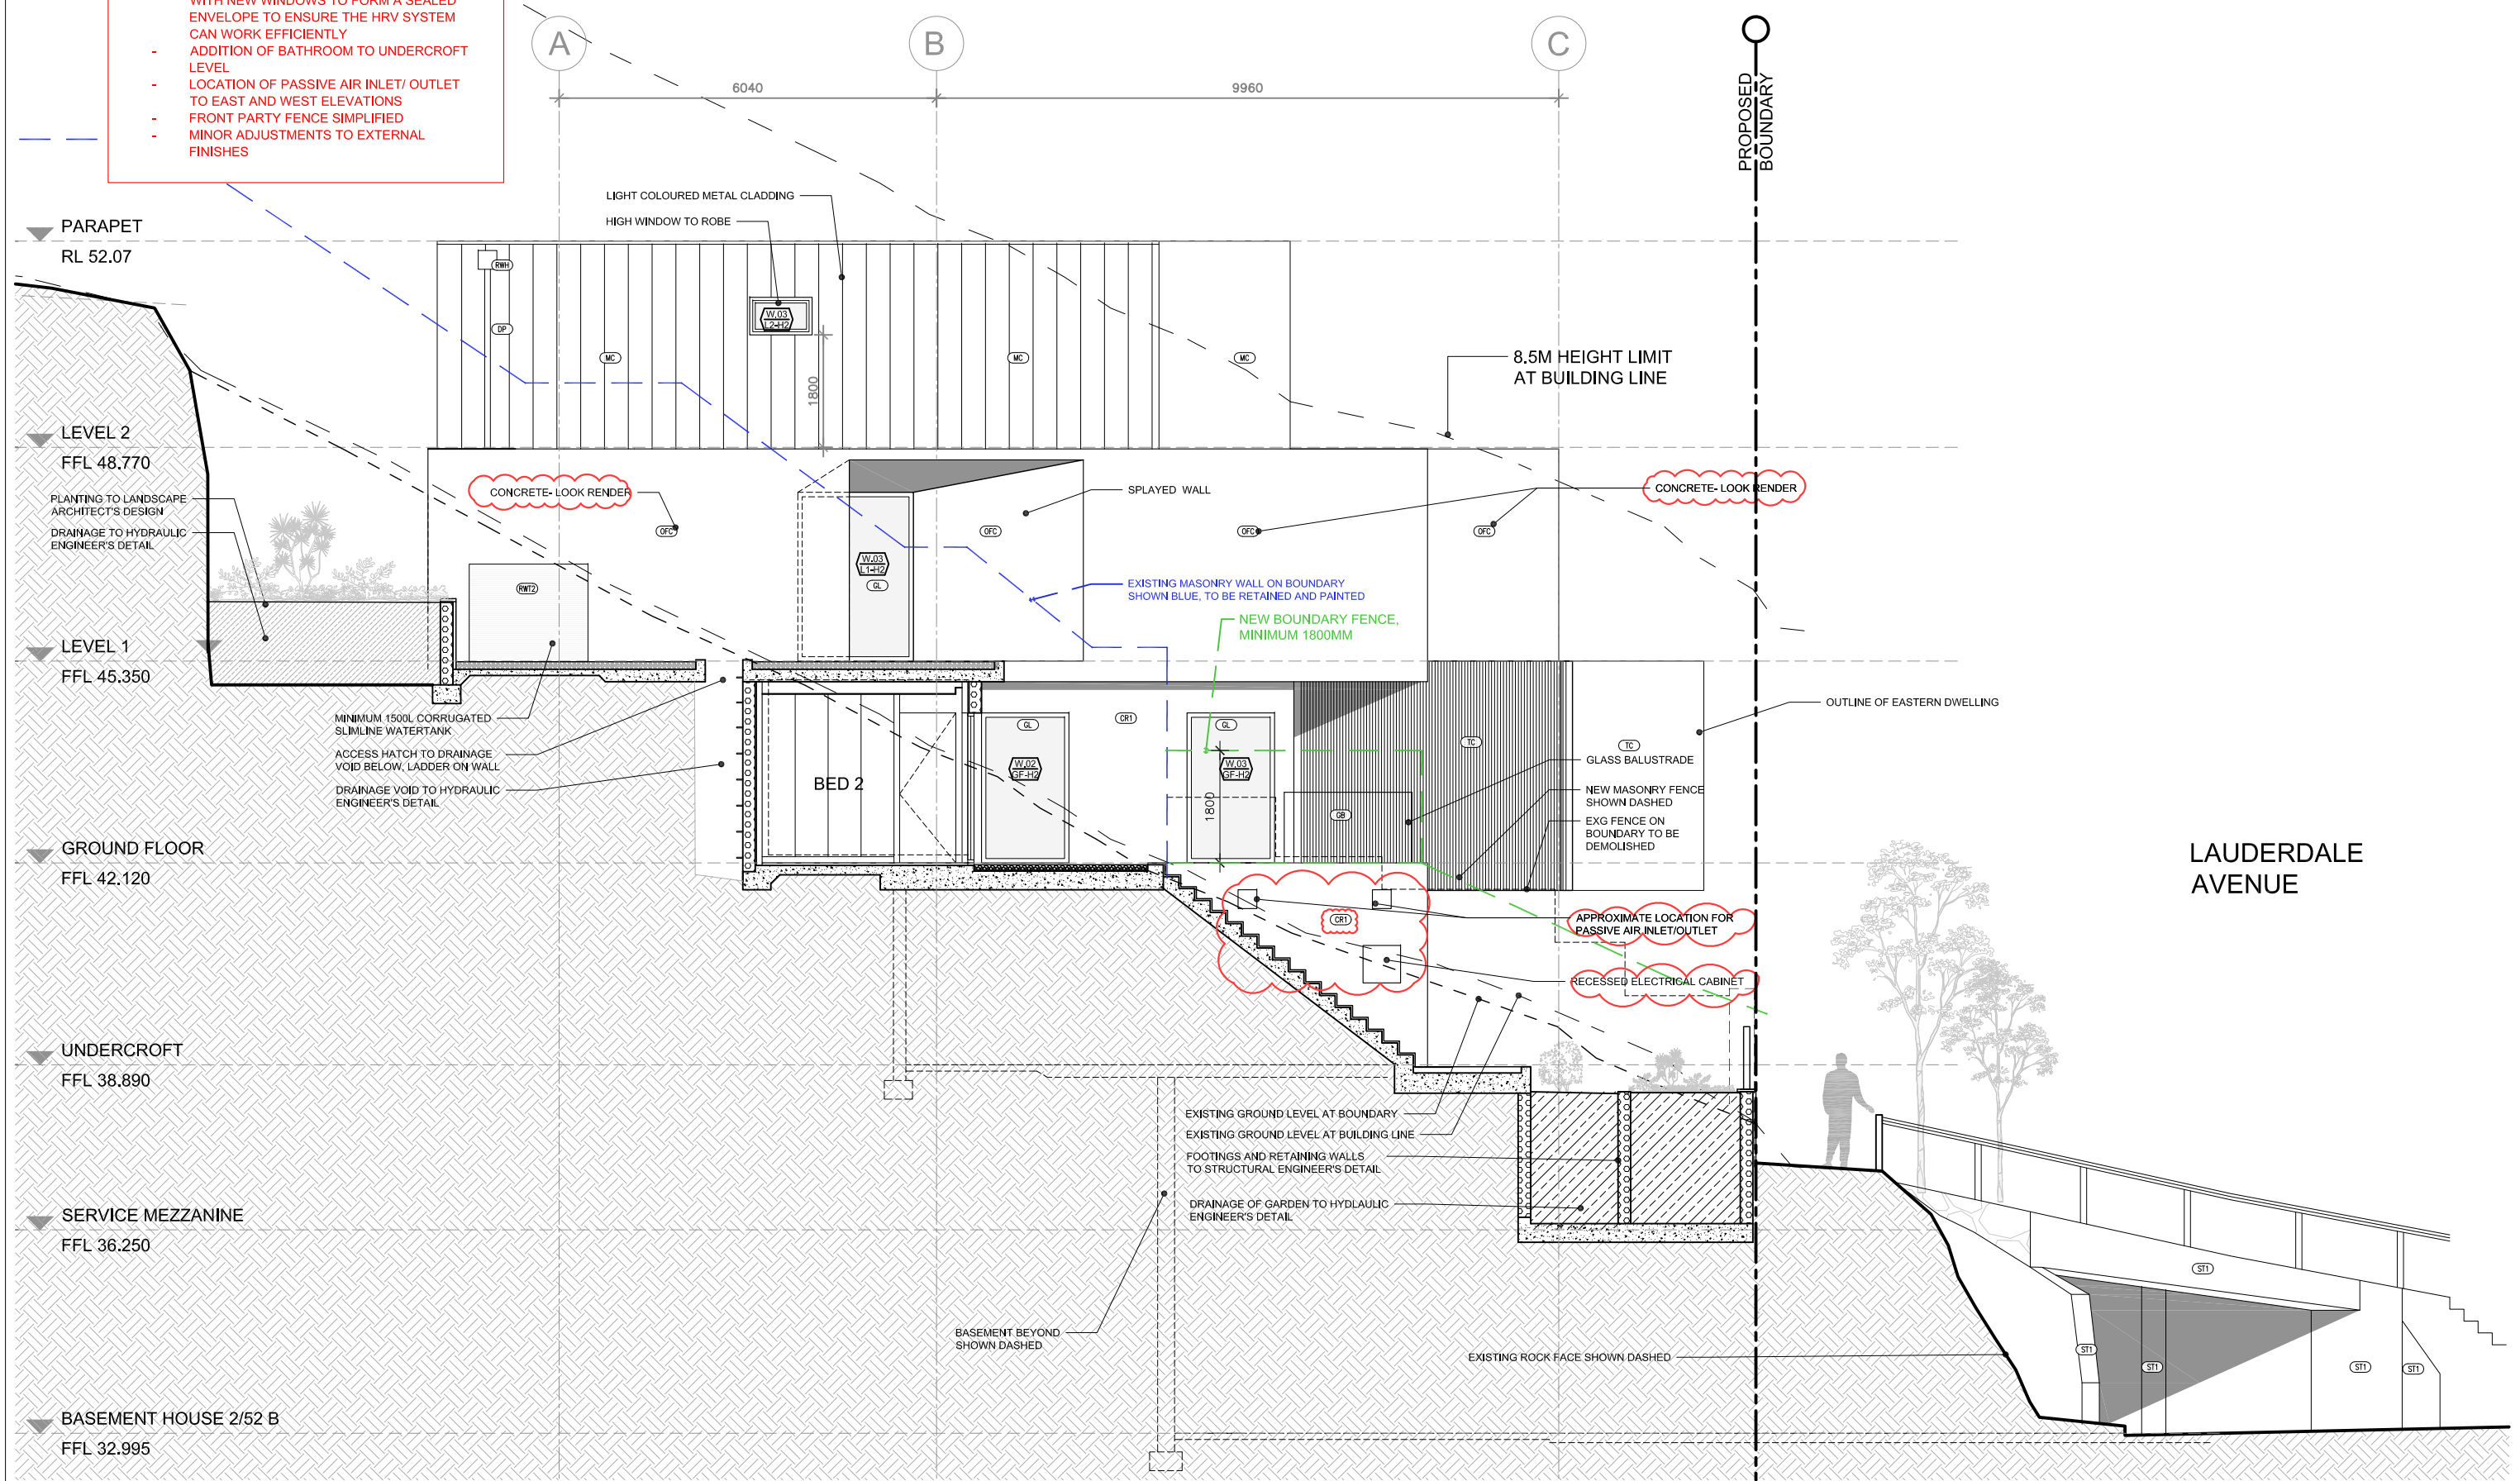 WITH NEW WINDOWS TO FORM A SEALED
ENVELOPE TO ENSURE THE HRV SYSTEM
CAN WORK EFFICIENTLY
- ADDITION OF BATHROOM TO UNDERCROFT
LEVEL
- LOCATION OF PASSIVE AIR INLET/ OUTLET
TO EAST AND WEST ELEVATIONS
- FRONT PARTY FENCE SIMPLIFIED
- MINOR ADJUSTMENTS TO EXTERNAL
FINISHES
A
B
C
6040
9960
PROPOSED
BOUNDARY
LIGHT COLOURED METAL CLADDING
HIGH WINDOW TO ROBE
PARAPET
RL 52.07
RWH
DP
W.03
L2-H2
MC
MC
MC
1800
8.5M HEIGHT LIMIT
AT BUILDING LINE
LEVEL 2
FFL 48.770
PLANTING TO LANDSCAPE
ARCHITECT'S DESIGN
DRAINAGE TO HYDRAULIC
ENGINEER'S DETAIL
CONCRETE- LOOK RENDER
SPLAYED WALL
CONCRETE- LOOK RENDER
OFC
OFC
OFC
OFC
W.03
L1-H2
GL
RWT2
EXISTING MASONRY WALL ON BOUNDARY
SHOWN BLUE, TO BE RETAINED AND PAINTED
NEW BOUNDARY FENCE,
MINIMUM 1800MM
LEVEL 1
FFL 45.350
MINIMUM 1500L CORRUGATED
SLIMLINE WATERTANK
ACCESS HATCH TO DRAINAGE
VOID BELOW, LADDER ON WALL
DRAINAGE VOID TO HYDRAULIC
ENGINEER'S DETAIL
BED 2
GL
W.02
GF-H2
CR1
GL
W.03
GF-H2
1800
GB
TC
TC
OUTLINE OF EASTERN DWELLING
GLASS BALUSTRADE
NEW MASONRY FENCE
SHOWN DASHED
EXG FENCE ON
BOUNDARY TO BE
DEMOLISHED
GROUND FLOOR
FFL 42.120
LAUDERDALE
AVENUE
CR1
APPROXIMATE LOCATION FOR
PASSIVE AIR INLET/OUTLET
RECESSED ELECTRICAL CABINET
UNDERCROFT
FFL 38.890
EXISTING GROUND LEVEL AT BOUNDARY
EXISTING GROUND LEVEL AT BUILDING LINE
FOOTINGS AND RETAINING WALLS
TO STRUCTURAL ENGINEER'S DETAIL
DRAINAGE OF GARDEN TO HYDLAULIC
ENGINEER'S DETAIL
SERVICE MEZZANINE
FFL 36.250
BASEMENT BEYOND
SHOWN DASHED
EXISTING ROCK FACE SHOWN DASHED
ST1
ST1
ST1
ST1
ST1
BASEMENT HOUSE 2/52 B
FFL 32.995